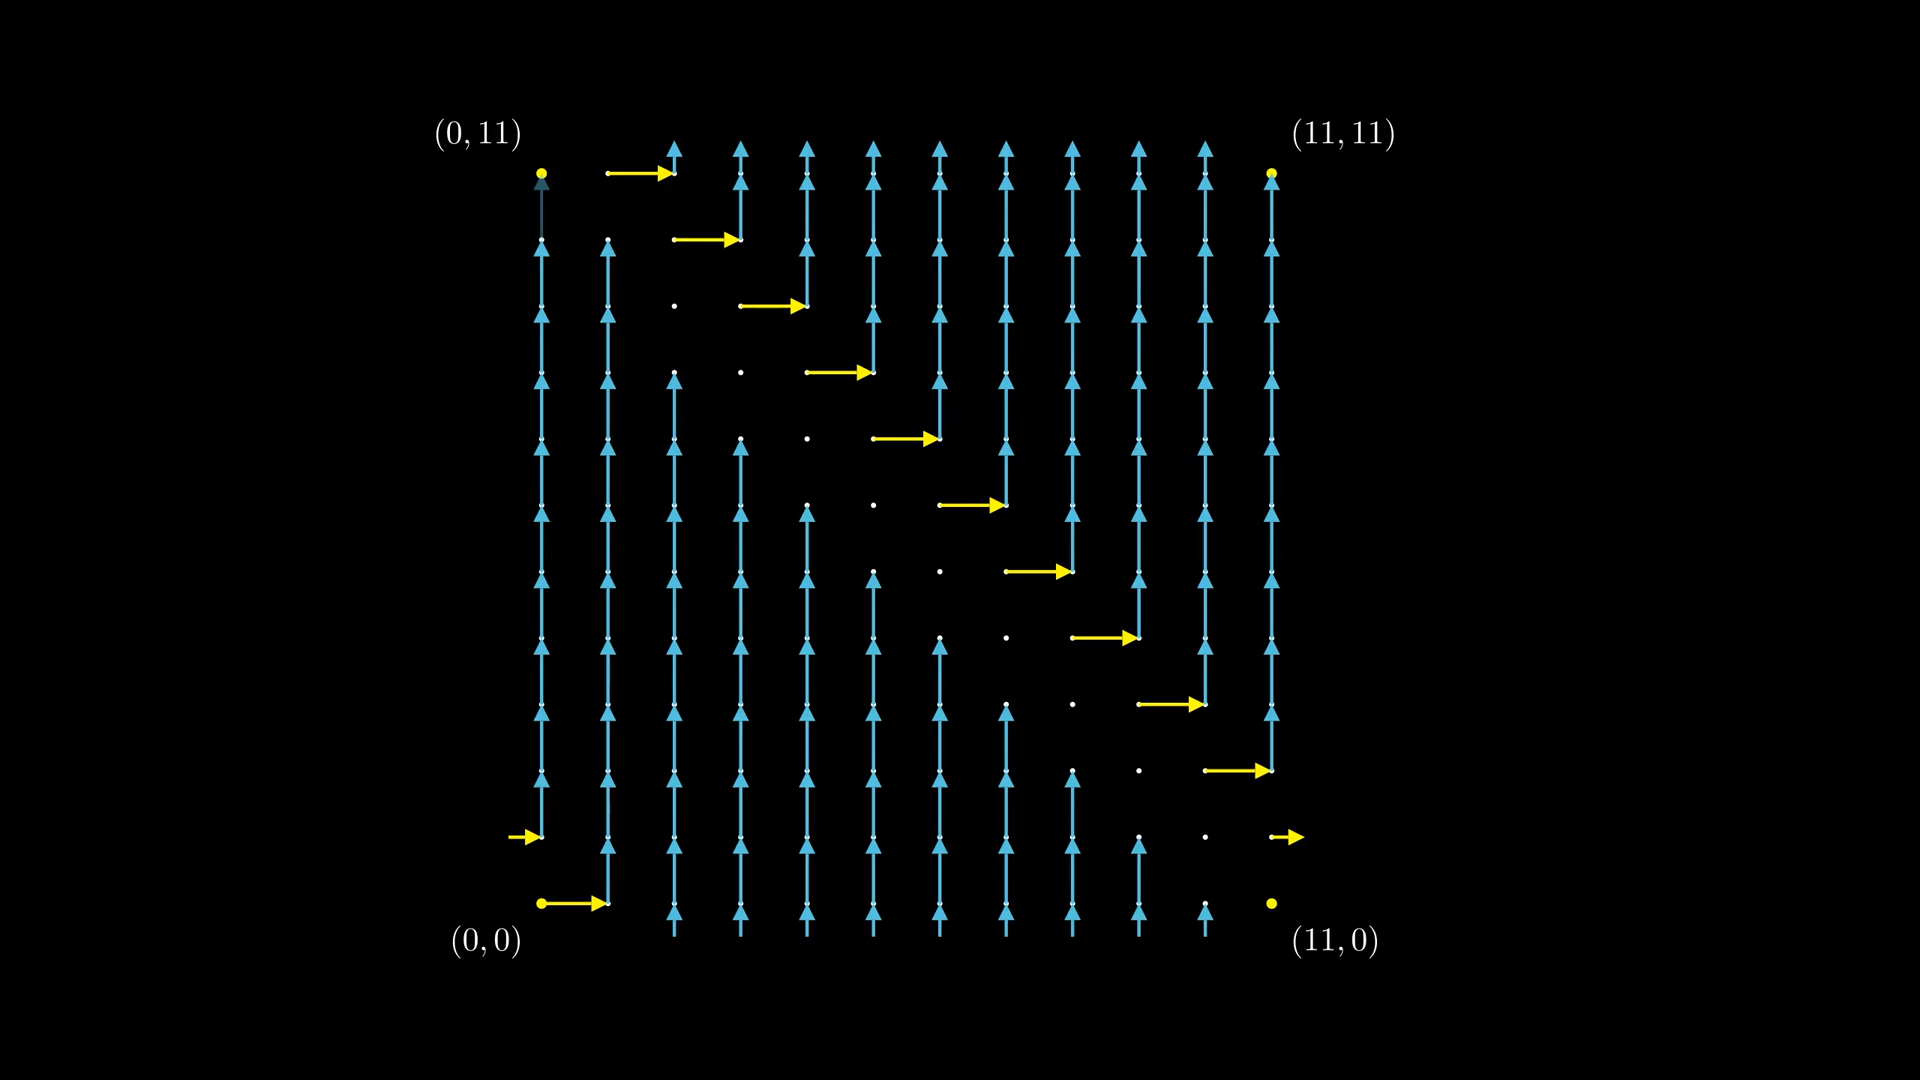 (0, 11)
(11, 11)
(0, 0)
(11, 0)